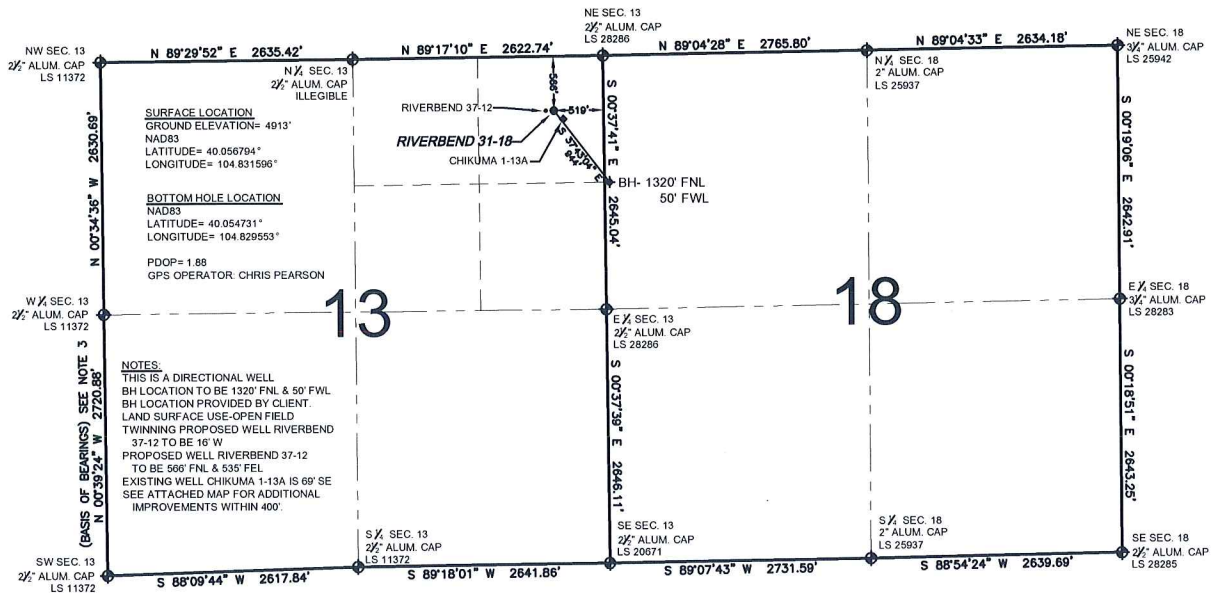 NE SEC. 13
2½" ALUM. CAP
LS 28286
NW SEC. 13
2½" ALUM. CAP
LS 11372
N 89°29'52" E 2635.42'
N 89°17'10" E 2622.74'
N 89°04'28" E 2765.80'
N 89°04'33" E 2634.18'
NE SEC. 18
3¼" ALUM. CAP
LS 25942
N ¼ SEC. 13
2½" ALUM. CAP
ILLEGIBLE
N ¼ SEC. 18
2" ALUM. CAP
LS 25937
566'
519'
RIVERBEND 37-12
RIVERBEND 31-18
CHIKUMA 1-13A
S 37°43'04" E
844'
BH- 1320' FNL
50' FWL
S 00°37'41" E 2645.04'
S 00°19'06" E 2642.91'
N 00°34'36" W 2630.69'
SURFACE LOCATION
GROUND ELEVATION= 4913'
NAD83
LATITUDE= 40.056794°
LONGITUDE= 104.831596°
BOTTOM HOLE LOCATION
NAD83
LATITUDE= 40.054731°
LONGITUDE= 104.829553°
PDOP= 1.88
GPS OPERATOR: CHRIS PEARSON
W ¼ SEC. 13
2½" ALUM. CAP
LS 11372
13
18
E ¼ SEC. 13
2½" ALUM. CAP
LS 28286
E ¼ SEC. 18
3¼" ALUM. CAP
LS 28283
(BASIS OF BEARINGS) SEE NOTE 3
N 00°39'24" W 2720.88'
NOTES:
THIS IS A DIRECTIONAL WELL
BH LOCATION TO BE 1320' FNL & 50' FWL
BH LOCATION PROVIDED BY CLIENT.
LAND SURFACE USE-OPEN FIELD
TWINNING PROPOSED WELL RIVERBEND
37-12 TO BE 16' W
PROPOSED WELL RIVERBEND 37-12
TO BE 566' FNL & 535' FEL
EXISTING WELL CHIKUMA 1-13A IS 69' SE
SEE ATTACHED MAP FOR ADDITIONAL
IMPROVEMENTS WITHIN 400'.
S 00°37'39" E 2646.11'
S 00°18'51" E 2643.25'
SW SEC. 13
2½" ALUM. CAP
LS 11372
S ¼ SEC. 13
2½" ALUM. CAP
LS 11372
SE SEC. 13
2½" ALUM. CAP
LS 20671
S ¼ SEC. 18
2" ALUM. CAP
LS 25937
SE SEC. 18
2½" ALUM. CAP
LS 28285
S 88°09'44" W 2617.84'
S 89°18'01" W 2641.86'
S 89°07'43" W 2731.59'
S 88°54'24" W 2639.69'